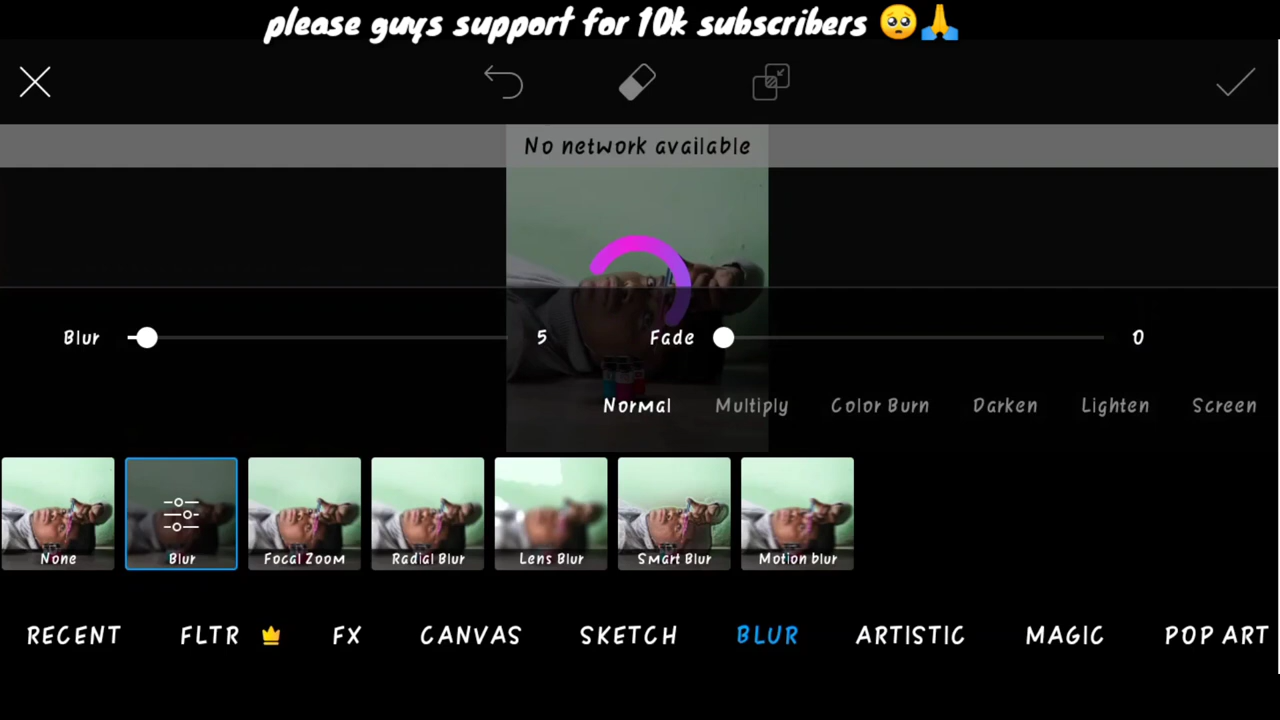 please guys support for 10k subscribers 🥺🙏
No network available
Blur 5 Fade 0
Normal Multiply Color Burn Darken Lighten Screen
None Blur Focal Zoom Radial Blur Lens Blur Smart Blur Motion blur
RECENT FLTR FX CANVAS SKETCH BLUR ARTISTIC MAGIC POP ART